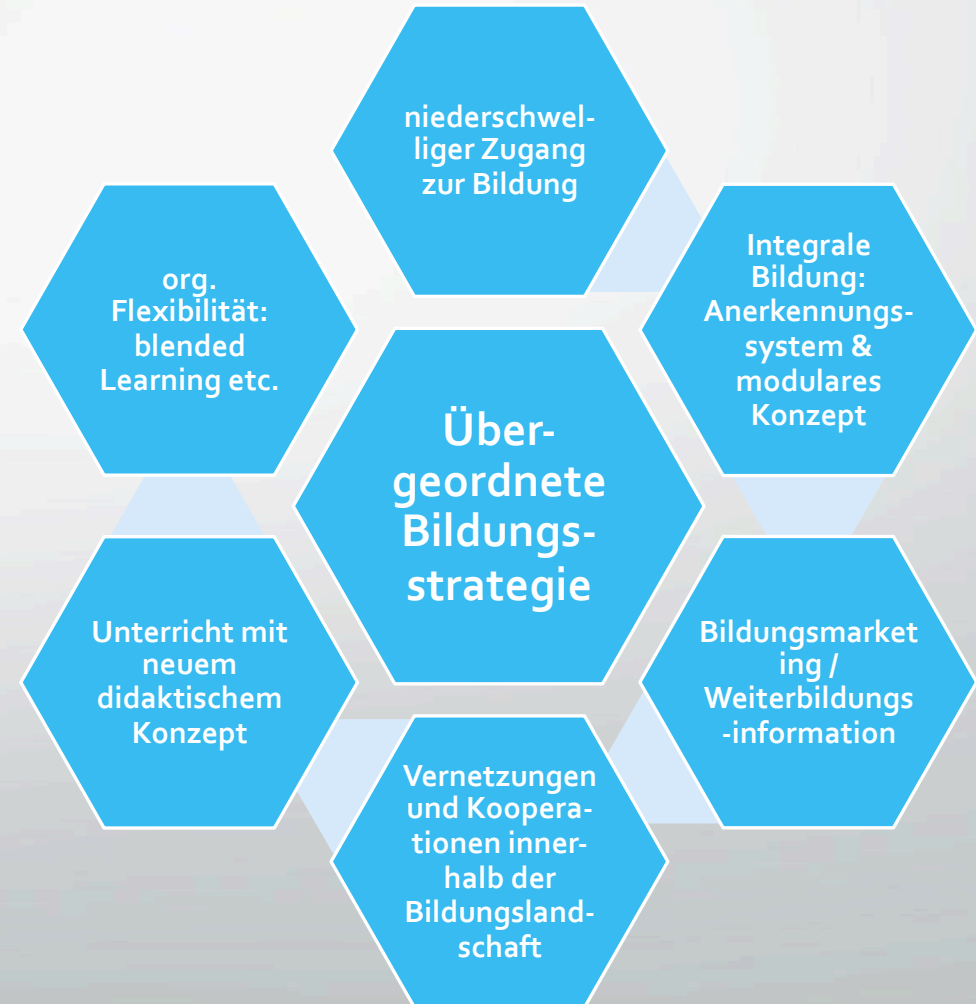 niederschwel-
liger Zugang
zur Bildung
Integrale
Bildung:
Anerkennungs-
system &
modulares
Konzept
Bildungsmarket
ing /
Weiterbildungs
-information
Vernetzungen
und Koopera-
tionen inner-
halb der
Bildungsland-
schaft
Unterricht mit
neuem
didaktischem
Konzept
org.
Flexibilität:
blended
Learning etc.
Über-
geordnete
Bildungs-
strategie